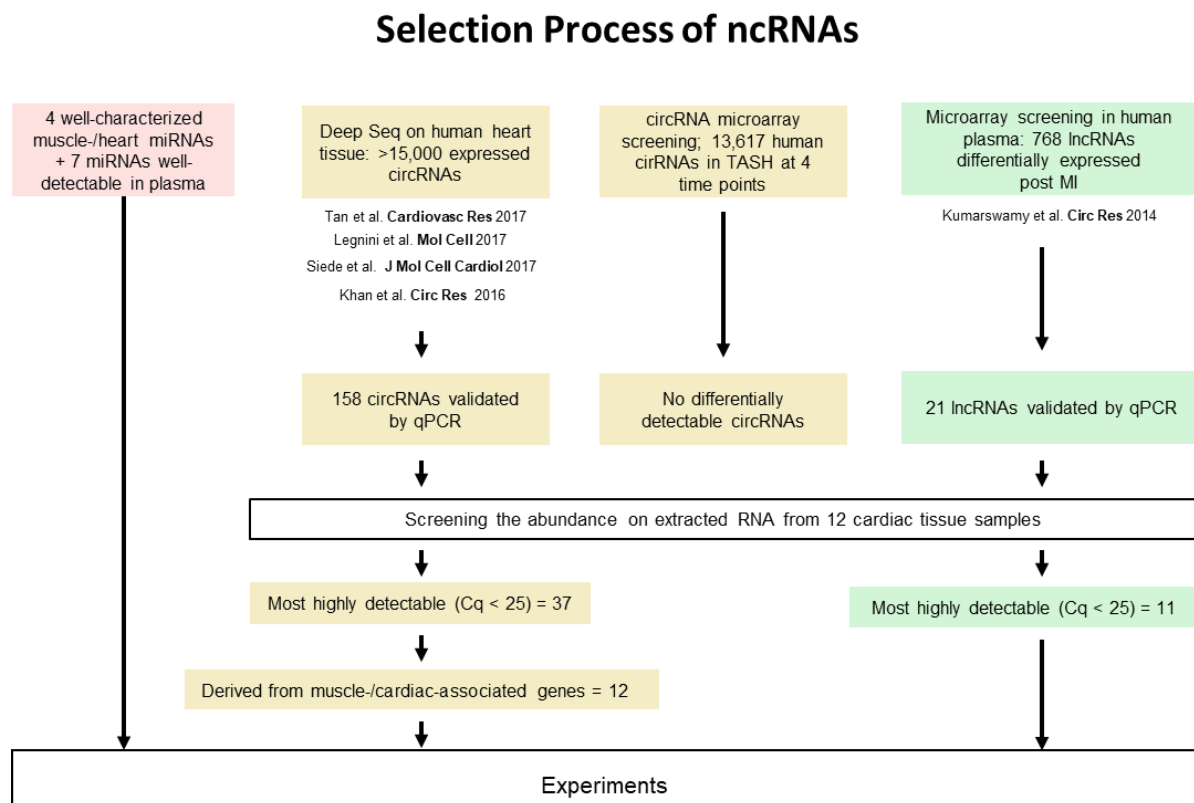 Selection Process of ncRNAs
4 well-characterized
muscle-/heart miRNAs
+ 7 miRNAs well-
detectable in plasma
Deep Seq on human heart
tissue: >15,000 expressed
circRNAs
Tan et al. Cardiovasc Res 2017
Legnini et al. Mol Cell 2017
Siede et al. J Mol Cell Cardiol 2017
Khan et al. Circ Res 2016
circRNA microarray
screening; 13,617 human
cirRNAs in TASH at 4
time points
Microarray screening in human
plasma: 768 lncRNAs
differentially expressed
post MI
Kumarswamy et al. Circ Res 2014
158 circRNAs validated
by qPCR
No differentially
detectable circRNAs
21 lncRNAs validated by qPCR
Screening the abundance on extracted RNA from 12 cardiac tissue samples
Most highly detectable (Cq < 25) = 37
Most highly detectable (Cq < 25) = 11
Derived from muscle-/cardiac-associated genes = 12
Experiments